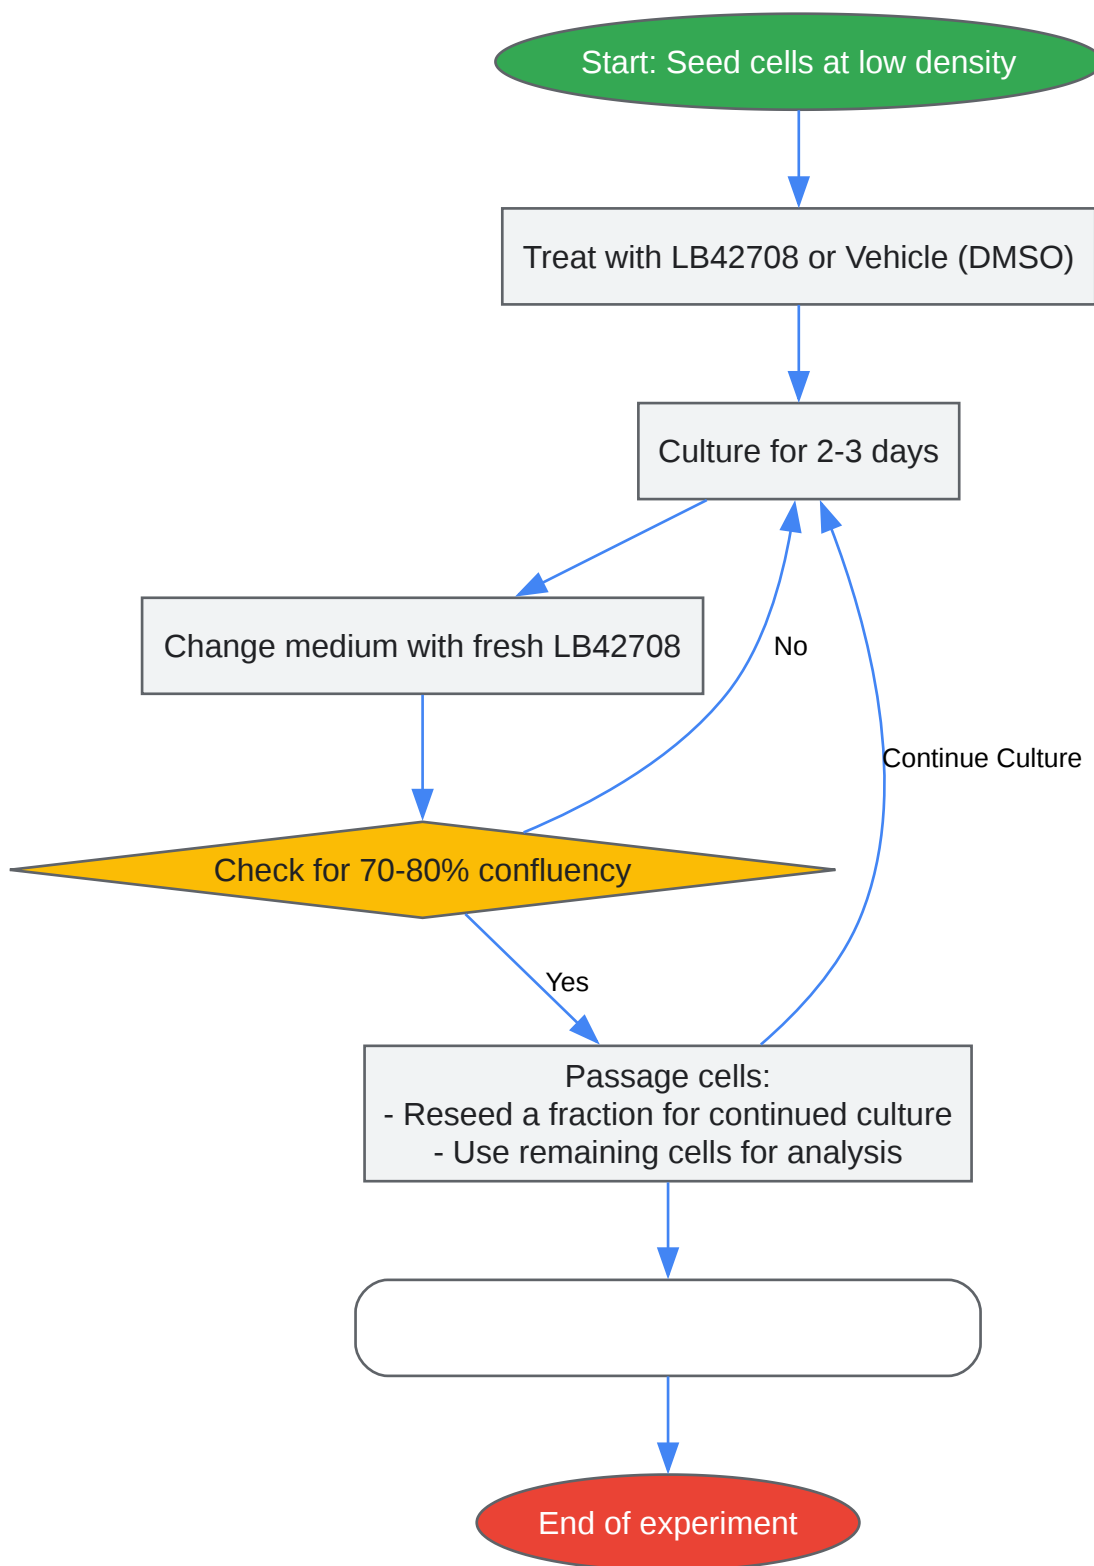 Start: Seed cells at low density
Treat with LB42708 or Vehicle (DMSO)
Culture for 2-3 days
Change medium with fresh LB42708
No
Continue Culture
Check for 70-80% confluency
Yes
Passage cells:
- Reseed a fraction for continued culture
- Use remaining cells for analysis
End of experiment